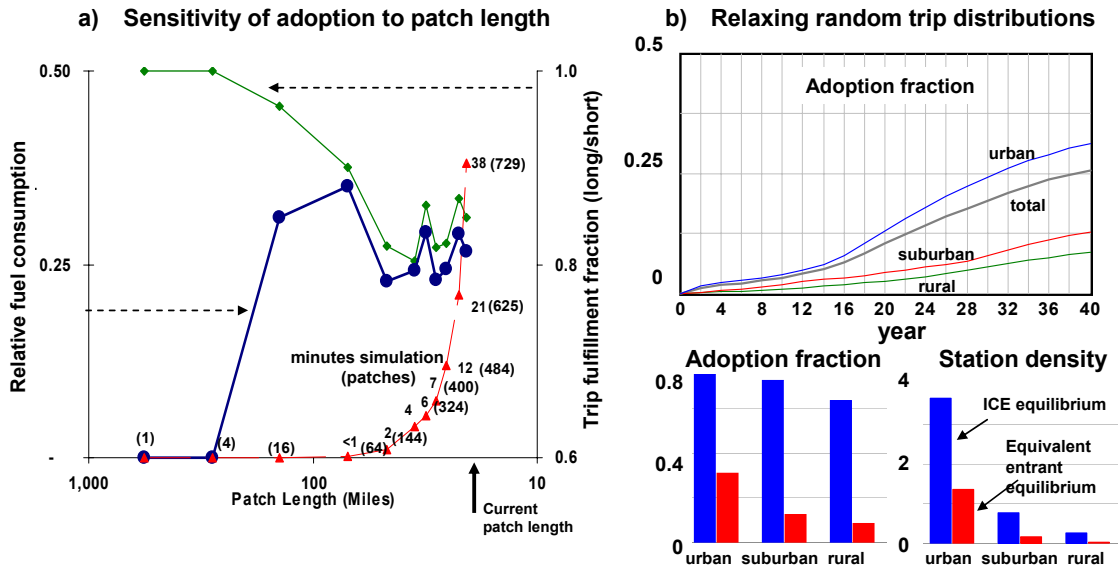 a) Sensitivity of adoption to patch length
0.50
0.25
-
Relative fuel consumption
1.0
0.8
0.6
Trip fulfillment fraction (long/short)
38 (729)
21 (625)
minutes simulation
(patches)
12 (484)
7 (400)
6 (324)
4
2 (144)
<1 (64)
(16)
(4)
(1)
1,000
100
10
Patch Length (Miles)
Current
patch length
b) Relaxing random trip distributions
0.5
0.25
0
Adoption fraction
urban
total
suburban
rural
0 4 8 12 16 20 24 28 32 36 40
year
Adoption fraction
0.8
0.4
0
urban suburban rural
Station density
4
2
0
ICE equilibrium
Equivalent
entrant
equilibrium
urban suburban rural